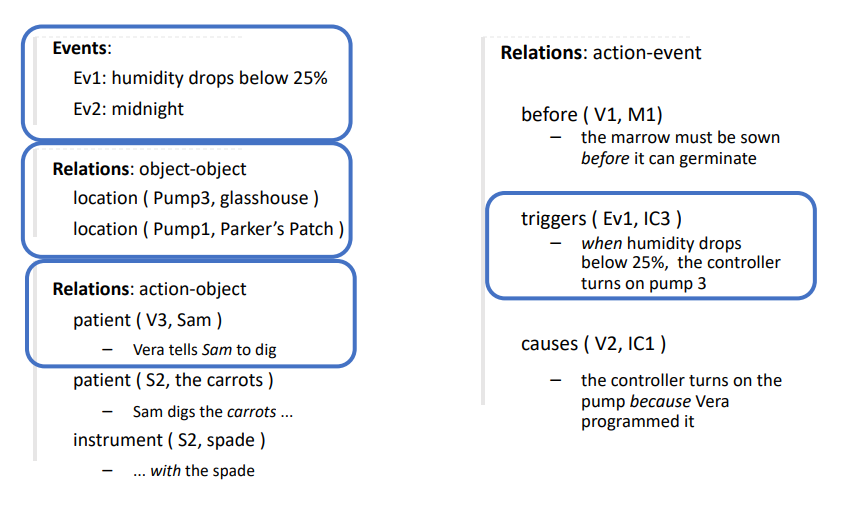 Events:
Ev1: humidity drops below 25%
Ev2: midnight
Relations: object-object
location ( Pump3, glasshouse )
location ( Pump1, Parker’s Patch )
Relations: action-object
patient ( V3, Sam )
– Vera tells Sam to dig
patient ( S2, the carrots )
– Sam digs the carrots ...
instrument ( S2, spade )
– ... with the spade
Relations: action-event
before ( V1, M1)
– the marrow must be sown
before it can germinate
triggers ( Ev1, IC3 )
– when humidity drops
below 25%, the controller
turns on pump 3
causes ( V2, IC1 )
– the controller turns on the
pump because Vera
programmed it